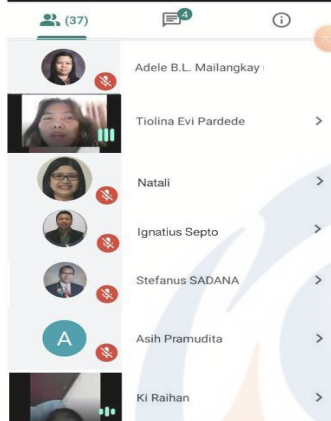 (37)
4
Adele B.L. Mailangkay
Tiolina Evi Pardede
Natali
Ignatius Septo
Stefanus SADANA
A
Asih Pramudita
Ki Raihan